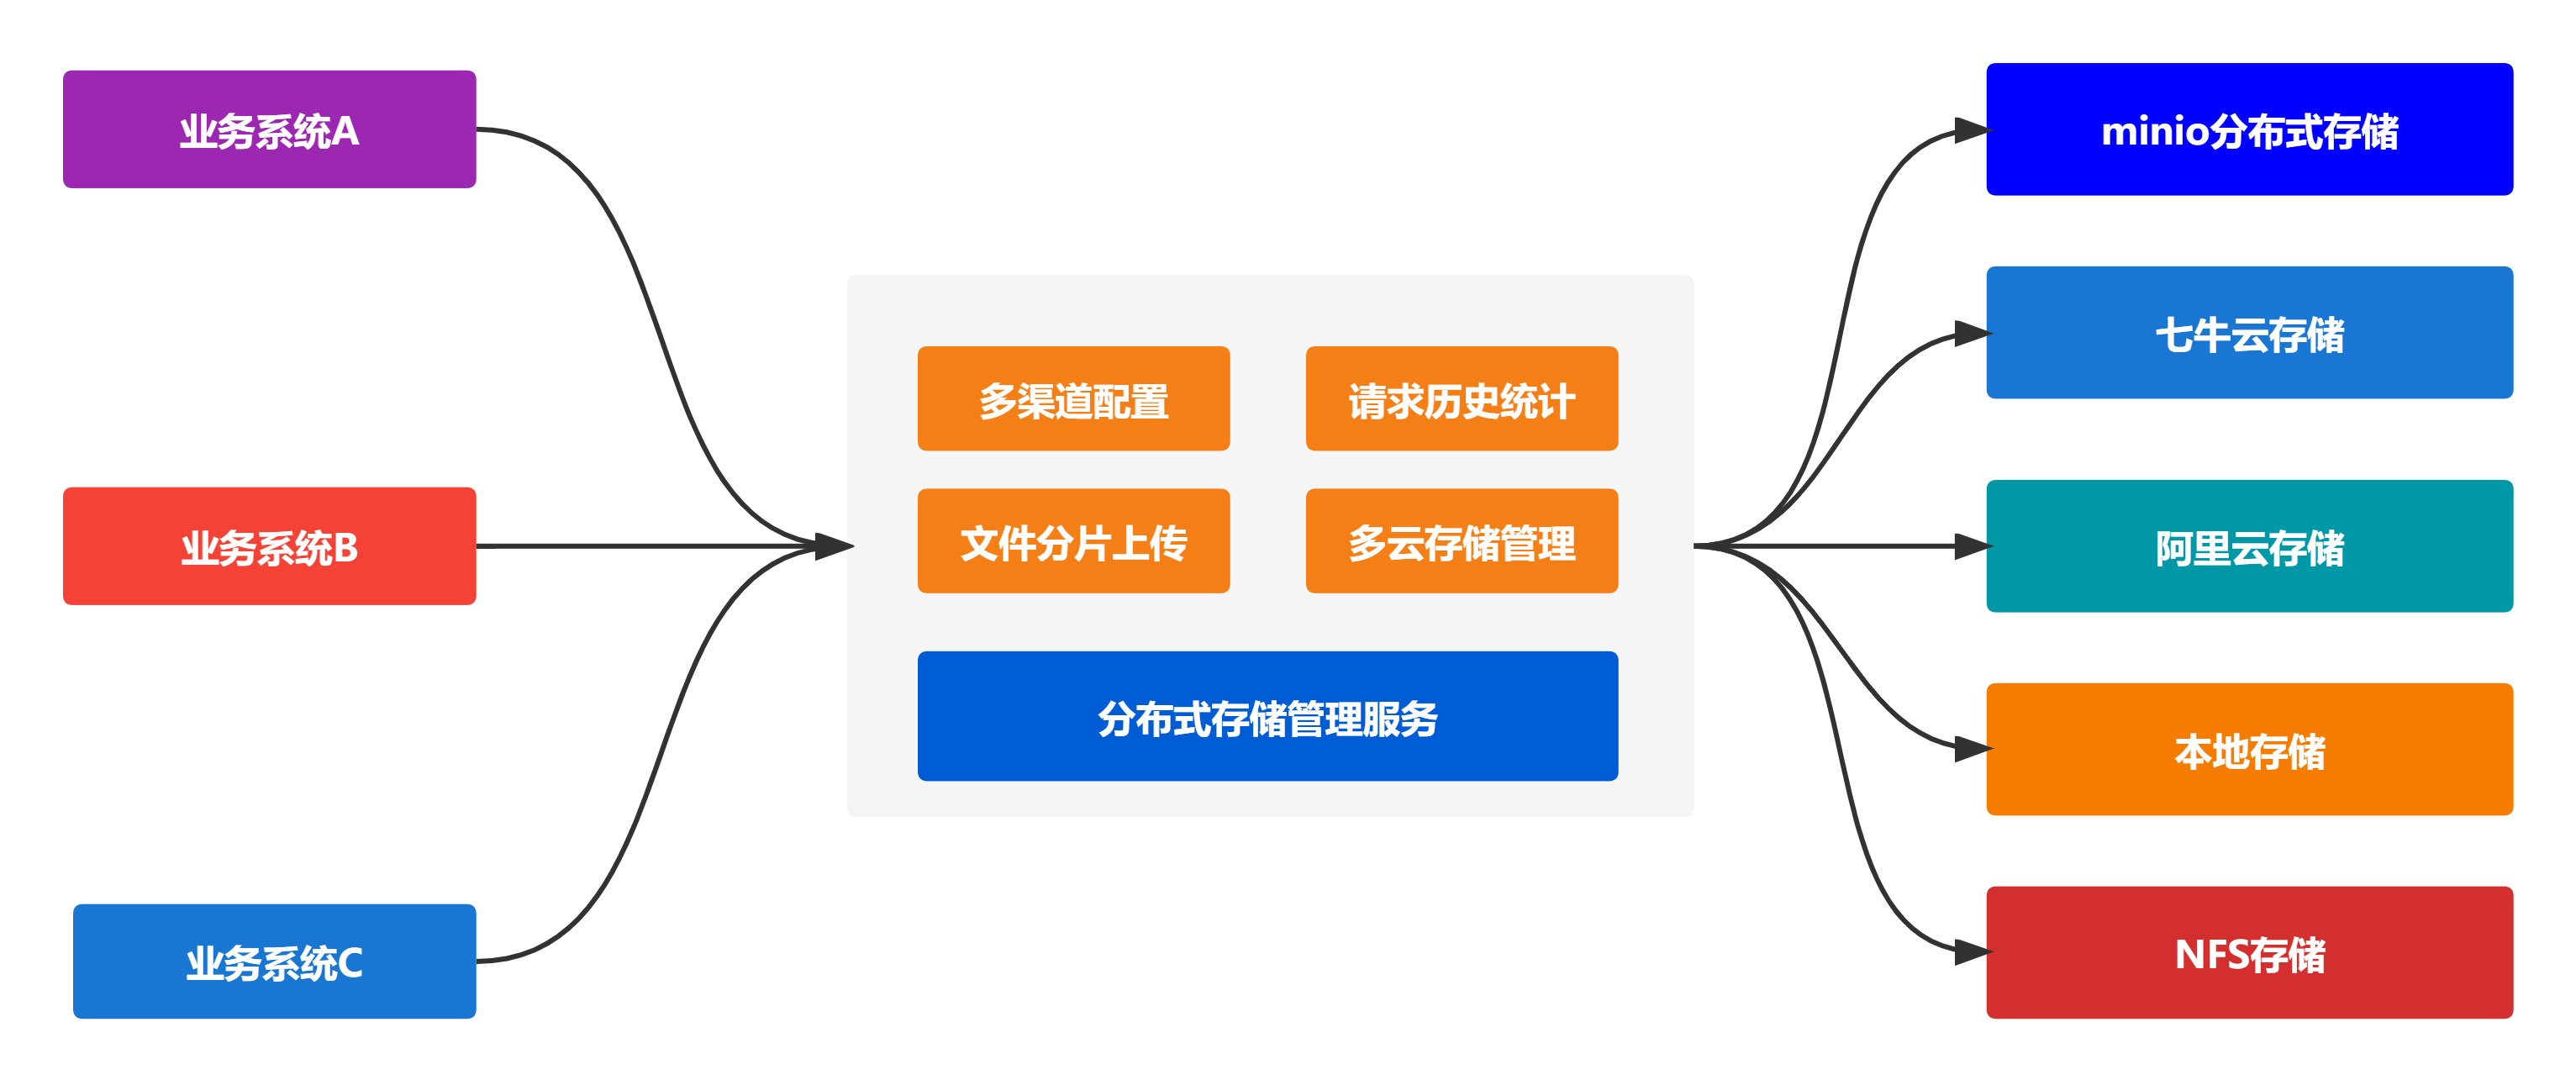 业务系统A
业务系统B
业务系统C
多渠道配置
请求历史统计
文件分片上传
多云存储管理
分布式存储管理服务
minio分布式存储
七牛云存储
阿里云存储
本地存储
NFS存储